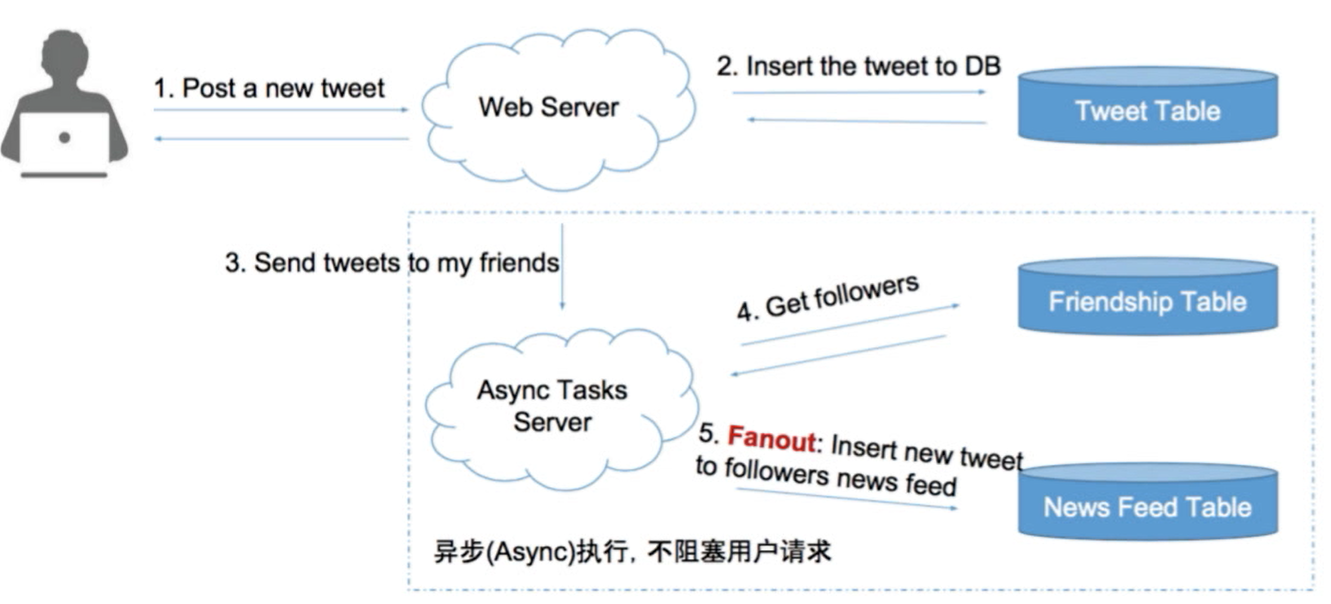 1. Post a new tweet
Web Server
2. Insert the tweet to DB
Tweet Table
3. Send tweets to my friends
4. Get followers
Friendship Table
Async Tasks
Server
5. Fanout: Insert new tweet
to followers news feed
News Feed Table
异步(Async)执行, 不阻塞用户请求